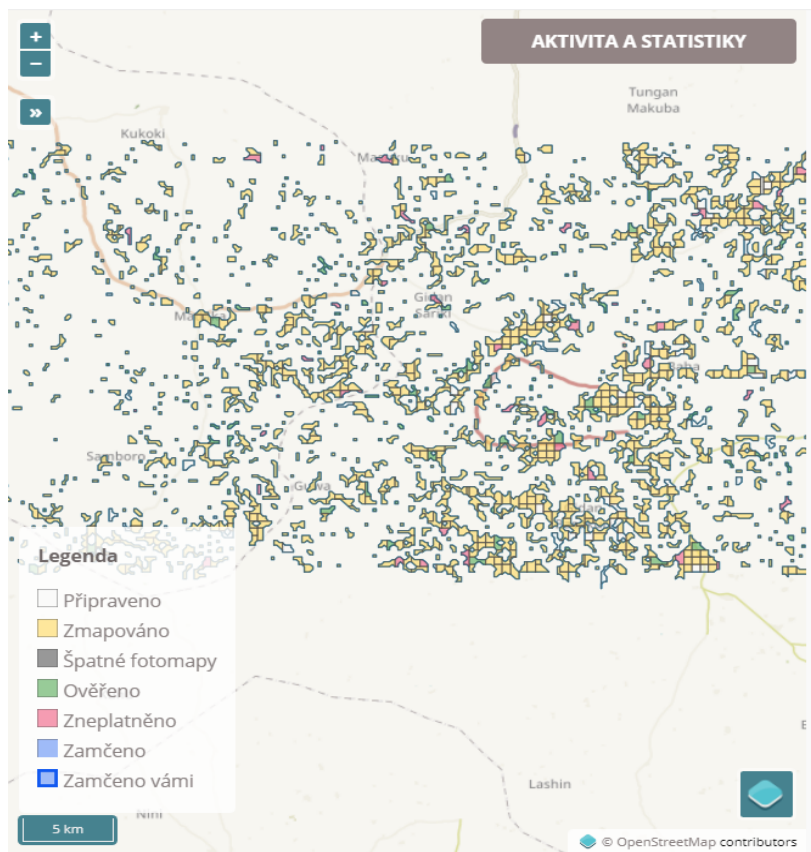 +
AKTIVITA A STATISTIKY
−
»
Tungan
Makuba
Kukoki
Gidan
Sarki
Samboro
Legenda
Připraveno
Zmapováno
Špatné fotomapy
Ověřeno
Zneplatněno
Zamčeno
Zamčeno vámi
Lashin
Nini
5 km
© OpenStreetMap contributors